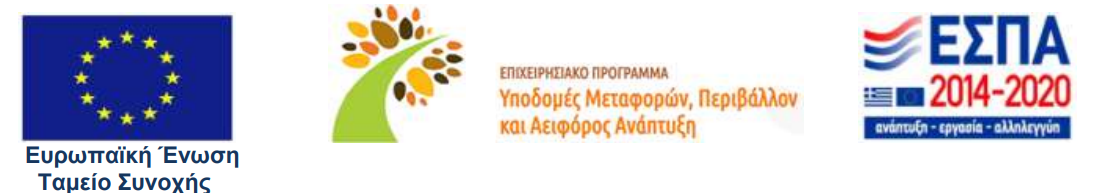 Ευρωπαϊκή Ένωση
Ταμείο Συνοχής
ΕΠΙΧΕΙΡΗΣΙΑΚΟ ΠΡΟΓΡΑΜΜΑ
Υποδομές Μεταφορών, Περιβάλλον
και Αειφόρος Ανάπτυξη
ΕΣΠΑ
2014-2020
ανάπτυξη - εργασία - αλληλεγγύη